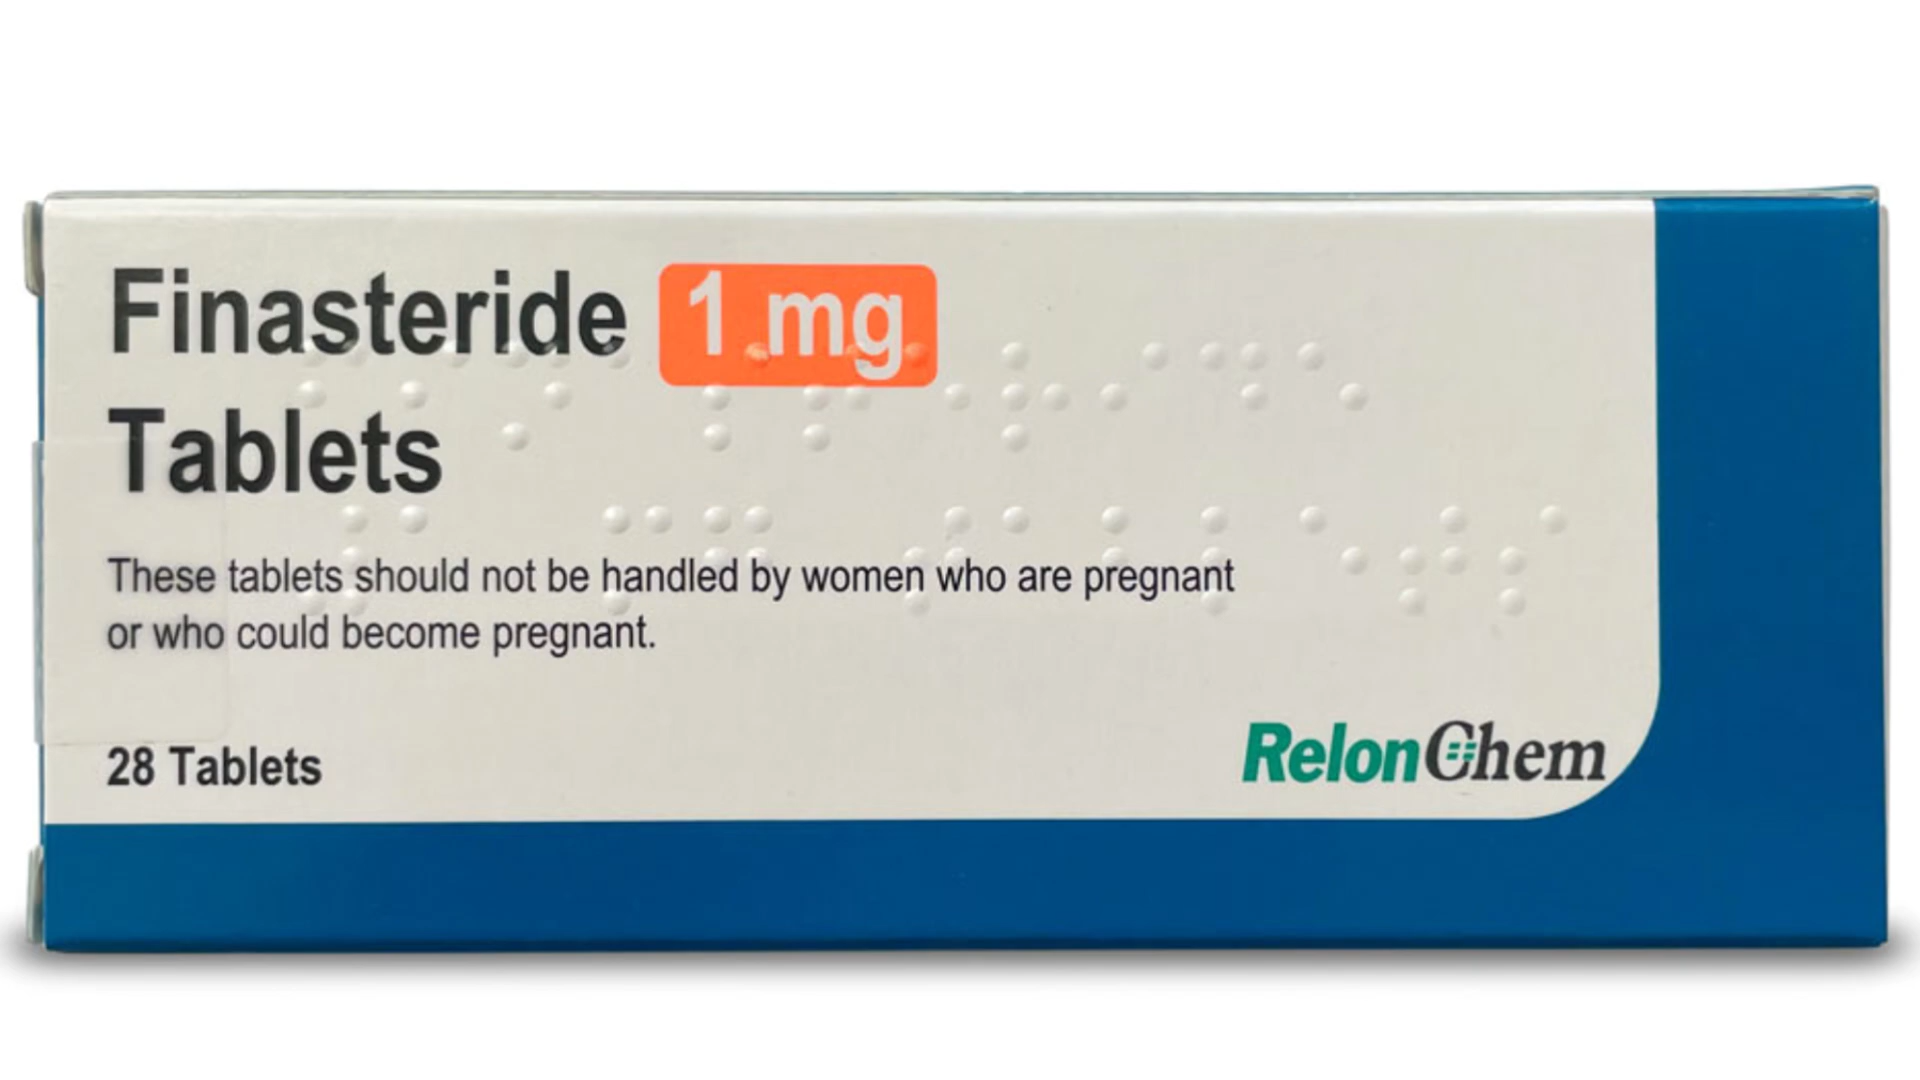 Finasteride 1 mg
Tablets
These tablets should not be handled by women who are pregnant
or who could become pregnant.
28 Tablets
RelonChem